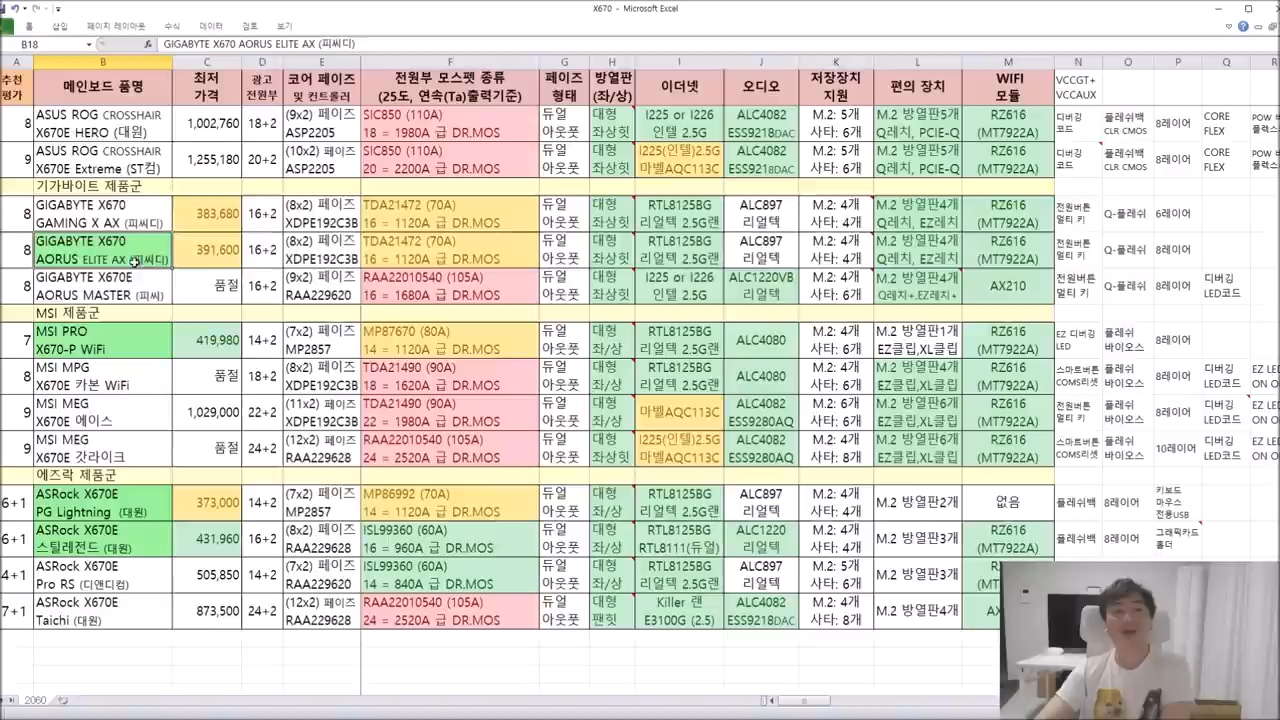 X670 - Microsoft Excel
홈 삽입 페이지 레이아웃 수식 데이터 검토 보기
B18 fx GIGABYTE X670 AORUS ELITE AX (피씨디)
A B C D E F G H I J K L M N O P Q R
추천 평가 메인보드 품명 최저 가격 광고 전원부 코어 페이즈 및 컨트롤러 전원부 모스펫 종류 (25도, 연속(Ta)출력기준) 페이즈 형태 방열판 (좌/상) 이더넷 오디오 저장장치 지원 편의 장치 WIFI 모듈 VCCGT+ VCCAUX
8 ASUS ROG CROSSHAIR X670E HERO (대원) 1,002,760 18+2 (9x2) 페이즈 ASP2205 SIC850 (110A) 18 = 1980A 급 DR.MOS 듀얼 아웃풋 대형 좌상힛 I225 or I226 인텔 2.5G ALC4082 ESS9218DAC M.2: 5개 사타: 6개 M.2 방열판5개 Q레치, PCIE-Q RZ616 (MT7922A) 디버깅 코드 플레쉬백 CLR CMOS 8레이어 CORE FLEX
9 ASUS ROG CROSSHAIR X670E Extreme (ST컴) 1,255,180 20+2 (10x2) 페이즈 ASP2205 SIC850 (110A) 20 = 2200A 급 DR.MOS 듀얼 아웃풋 대형 좌상힛 I225(인텔)2.5G 마벨AQC113C ALC4082 ESS9218DAC M.2: 5개 사타: 6개 M.2 방열판5개 Q레치, PCIE-Q RZ616 (MT7922A) 디버깅 코드 플레쉬백 CLR CMOS 8레이어 CORE FLEX
기가바이트 제품군
8 GIGABYTE X670 GAMING X AX (피씨디) 383,680 16+2 (8x2) 페이즈 XDPE192C3B TDA21472 (70A) 16 = 1120A 급 DR.MOS 듀얼 아웃풋 대형 좌상힛 RTL8125BG 리얼텍 2.5G랜 ALC897 리얼텍 M.2: 4개 사타: 4개 M.2 방열판4개 Q레치, EZ레치 RZ616 (MT7922A) 전원버튼 멀티 키 Q-플레쉬 6레이어
8 GIGABYTE X670 AORUS ELITE AX (피씨디) 391,600 16+2 (8x2) 페이즈 XDPE192C3B TDA21472 (70A) 16 = 1120A 급 DR.MOS 듀얼 아웃풋 대형 좌상힛 RTL8125BG 리얼텍 2.5G랜 ALC897 리얼텍 M.2: 4개 사타: 4개 M.2 방열판4개 Q레치, EZ레치 RZ616 (MT7922A) 전원버튼 멀티 키 Q-플레쉬 8레이어
8 GIGABYTE X670E AORUS MASTER (피씨) 품절 16+2 (9x2) 페이즈 RAA229620 RAA22010540 (105A) 16 = 1680A 급 DR.MOS 듀얼 아웃풋 대형 좌상힛 I225 or I226 인텔 2.5G ALC1220VB 리얼텍 M.2: 4개 사타: 6개 M.2 방열판4개 Q레치+,EZ레치+ AX210 전원버튼 멀티 키 Q-플레쉬 8레이어 디버깅 LED코드
MSI 제품군
7 MSI PRO X670-P WiFi 419,980 14+2 (7x2) 페이즈 MP2857 MP87670 (80A) 14 = 1120A 급 DR.MOS 듀얼 아웃풋 대형 좌/상 RTL8125BG 리얼텍 2.5G랜 ALC4080 M.2: 4개 사타: 6개 M.2 방열판1개 EZ클립,XL클립 RZ616 (MT7922A) EZ 디버깅 LED 플레쉬 바이오스 8레이어
8 MSI MPG X670E 카본 WiFi 품절 18+2 (8x2) 페이즈 XDPE192C3B TDA21490 (90A) 18 = 1620A 급 DR.MOS 듀얼 아웃풋 대형 좌/상 RTL8125BG 리얼텍 2.5G랜 ALC4080 M.2: 4개 사타: 6개 M.2 방열판4개 EZ클립,XL클립 RZ616 (MT7922A) 스마트버튼 COMS리셋 플레쉬 바이오스 8레이어 디버깅 LED코드
9 MSI MEG X670E 에이스 1,029,000 22+2 (11x2) 페이즈 XDPE192C3B TDA21490 (90A) 22 = 1980A 급 DR.MOS 듀얼 아웃풋 대형 좌/상 마벨AQC113C ALC4082 ESS9280AQ M.2: 4개 사타: 6개 M.2 방열판6개 EZ클립,XL클립 RZ616 (MT7922A) 전원버튼 멀티 키 플레쉬 바이오스 8레이어 디버깅 LED코드
9 MSI MEG X670E 갓라이크 품절 24+2 (12x2) 페이즈 RAA229628 RAA22010540 (105A) 24 = 2520A 급 DR.MOS 듀얼 아웃풋 대형 좌상힛 I225(인텔)2.5G 마벨AQC113C ALC4082 ESS9280AQ M.2: 4개 사타: 8개 M.2 방열판6개 EZ클립,XL클립 RZ616 (MT7922A) 스마트버튼 COMS리셋 플레쉬 바이오스 10레이어 디버깅 LED코드
에즈락 제품군
6+1 ASRock X670E PG Lightning (대원) 373,000 14+2 (7x2) 페이즈 MP2857 MP86992 (70A) 14 = 1120A 급 DR.MOS 듀얼 아웃풋 대형 좌/상 RTL8125BG 리얼텍 2.5G랜 ALC897 리얼텍 M.2: 4개 사타: 4개 M.2 방열판2개 없음 플레쉬백 8레이어 키보드 마우스 전용USB
6+1 ASRock X670E 스틸레전드 (대원) 431,960 16+2 (8x2) 페이즈 RAA229628 ISL99360 (60A) 16 = 960A 급 DR.MOS 듀얼 아웃풋 대형 좌/상 RTL8125BG RTL8111(듀얼) ALC1220 리얼텍 M.2: 4개 사타: 4개 M.2 방열판3개 RZ616 (MT7922A) 플레쉬백 8레이어 그래픽카드 홀더
4+1 ASRock X670E Pro RS (디앤디컴) 505,850 14+2 (7x2) 페이즈 RAA229620 ISL99360 (60A) 14 = 840A 급 DR.MOS 듀얼 아웃풋 대형 좌/상 RTL8125BG 리얼텍 2.5G랜 ALC897 리얼텍 M.2: 5개 사타: 6개 M.2 방열판3개
7+1 ASRock X670E Taichi (대원) 873,500 24+2 (12x2) 페이즈 RAA229628 RAA22010540 (105A) 24 = 2520A 급 DR.MOS 듀얼 아웃풋 대형 팬힛 Killer 랜 E3100G (2.5) ALC4082 ESS9218DAC M.2: 4개 사타: 8개 M.2 방열판4개
2060